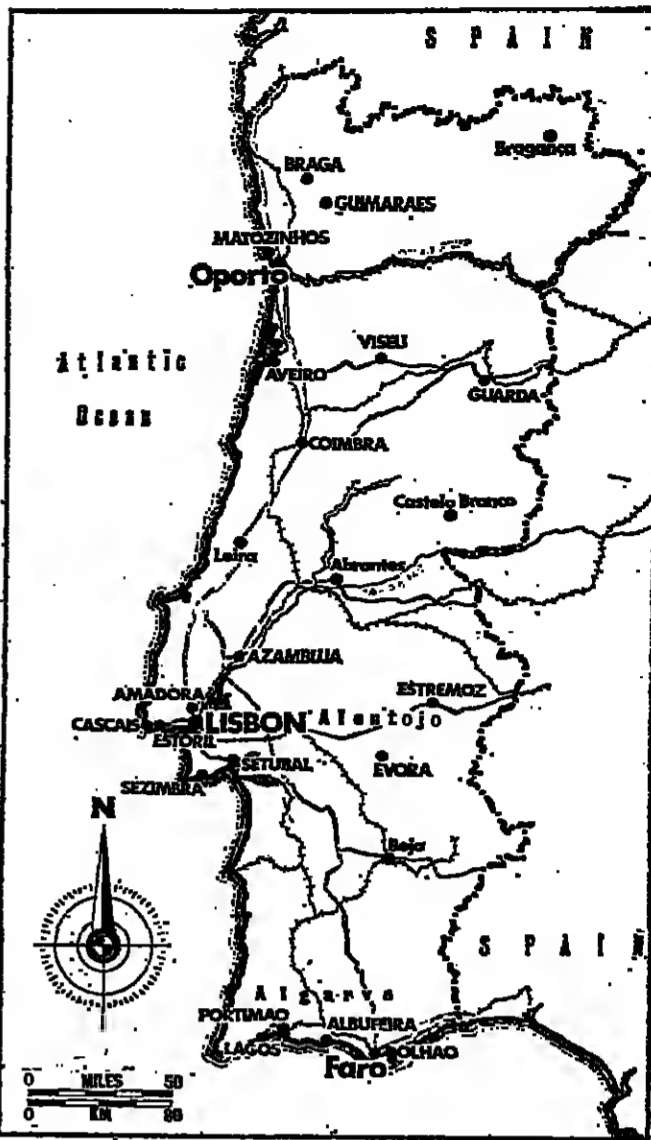 SPAIN
Bragança
BRAGA
GUIMARAES
MATOZINHOS
Oporto
VISEU
Atlantic
AVEIRO
GUARDA
Ocean
COIMBRA
Castelo Branco
Leiria
Abrantes
AZAMBUJA
AMADORA
ESTREMOZ
LISBON
Alentojo
CASCAIS
ESTORIL
SETUBAL
EVORA
SEZIMBRA
N
Beja
SPAIN
Algarve
PORTIMAO
ALBUFEIRA
LAGOS
OLHAO
Faro
0 MILES 50
0 KM 80